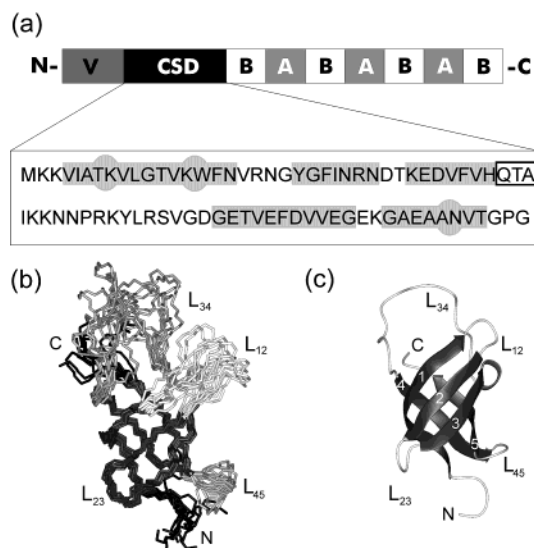 (a)
N- V CSD B A B A B A B -C
MKKVIATKVLGTVKWFNVRNGYGFINRNDTKEDVFVHQTA
IKKNNPRKYLRSVGDGETVEFDVVEGEKGAEAANVTGPG
(b)
(c)
L34
L34
C
C
L12
L12
1
4
2
3
5
L45
L45
L23
L23
N
N